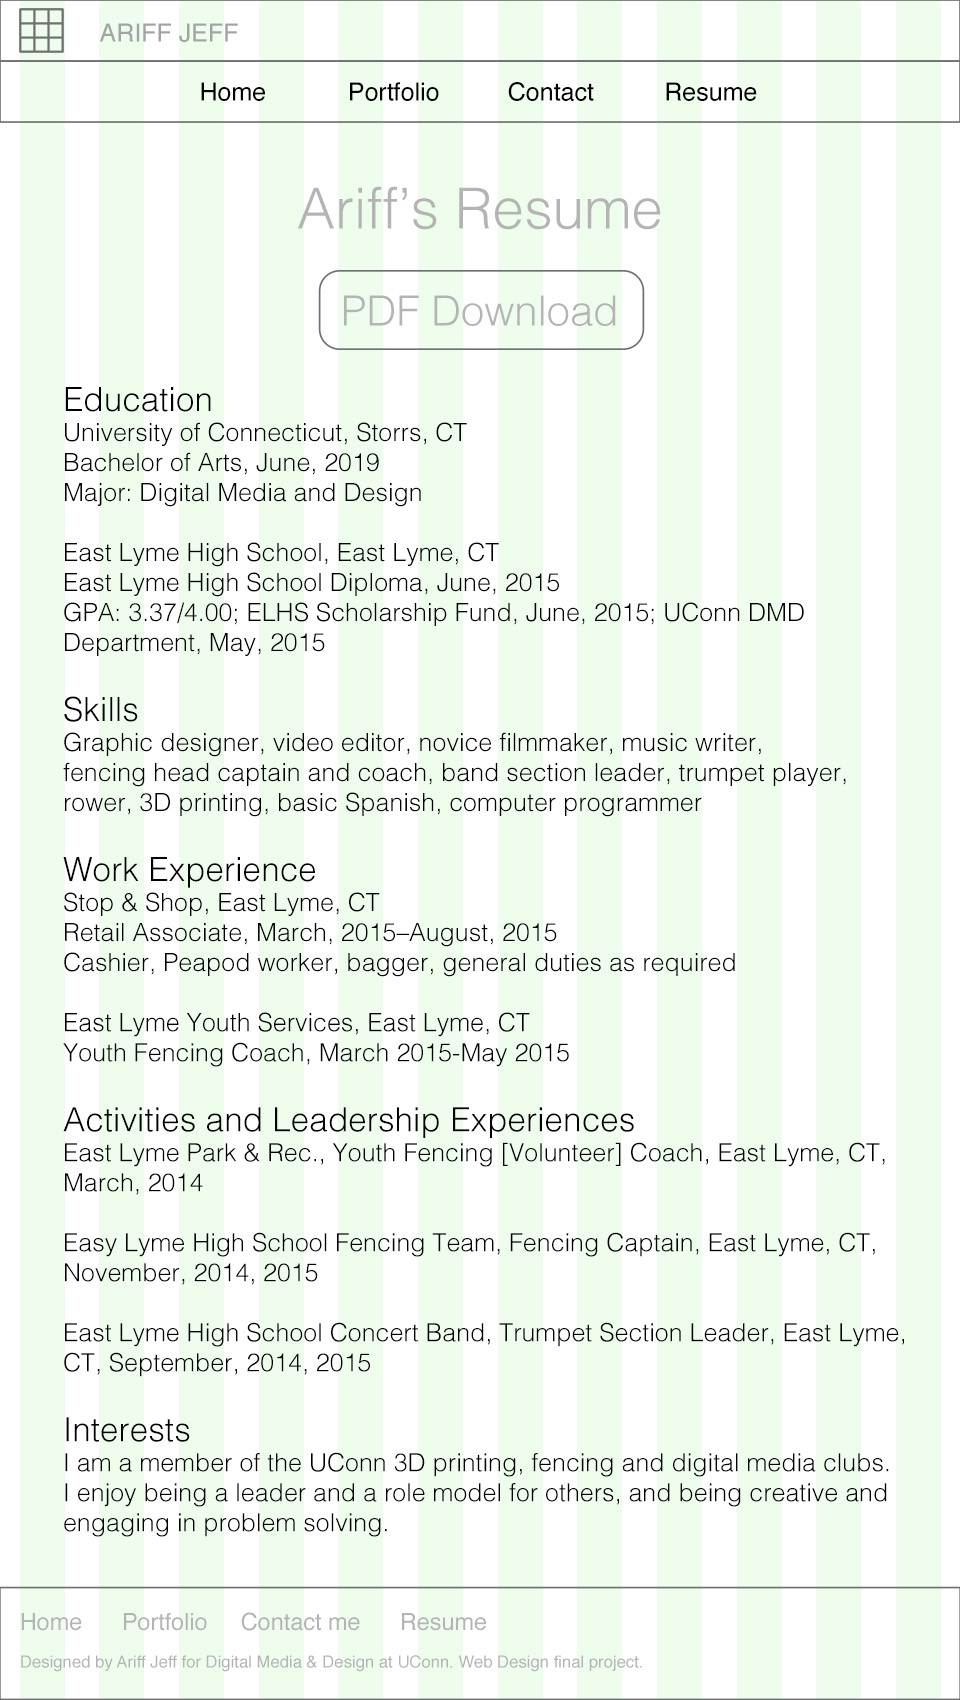 ARIFF JEFF
Home Portfolio Contact Resume
Ariff’s Resume
PDF Download
Education
University of Connecticut, Storrs, CT
Bachelor of Arts, June, 2019
Major: Digital Media and Design
East Lyme High School, East Lyme, CT
East Lyme High School Diploma, June, 2015
GPA: 3.37/4.00; ELHS Scholarship Fund, June, 2015; UConn DMD
Department, May, 2015
Skills
Graphic designer, video editor, novice filmmaker, music writer,
fencing head captain and coach, band section leader, trumpet player,
rower, 3D printing, basic Spanish, computer programmer
Work Experience
Stop & Shop, East Lyme, CT
Retail Associate, March, 2015–August, 2015
Cashier, Peapod worker, bagger, general duties as required
East Lyme Youth Services, East Lyme, CT
Youth Fencing Coach, March 2015-May 2015
Activities and Leadership Experiences
East Lyme Park & Rec., Youth Fencing [Volunteer] Coach, East Lyme, CT,
March, 2014
Easy Lyme High School Fencing Team, Fencing Captain, East Lyme, CT,
November, 2014, 2015
East Lyme High School Concert Band, Trumpet Section Leader, East Lyme,
CT, September, 2014, 2015
Interests
I am a member of the UConn 3D printing, fencing and digital media clubs.
I enjoy being a leader and a role model for others, and being creative and
engaging in problem solving.
Home Portfolio Contact me Resume
Designed by Ariff Jeff for Digital Media & Design at UConn. Web Design final project.